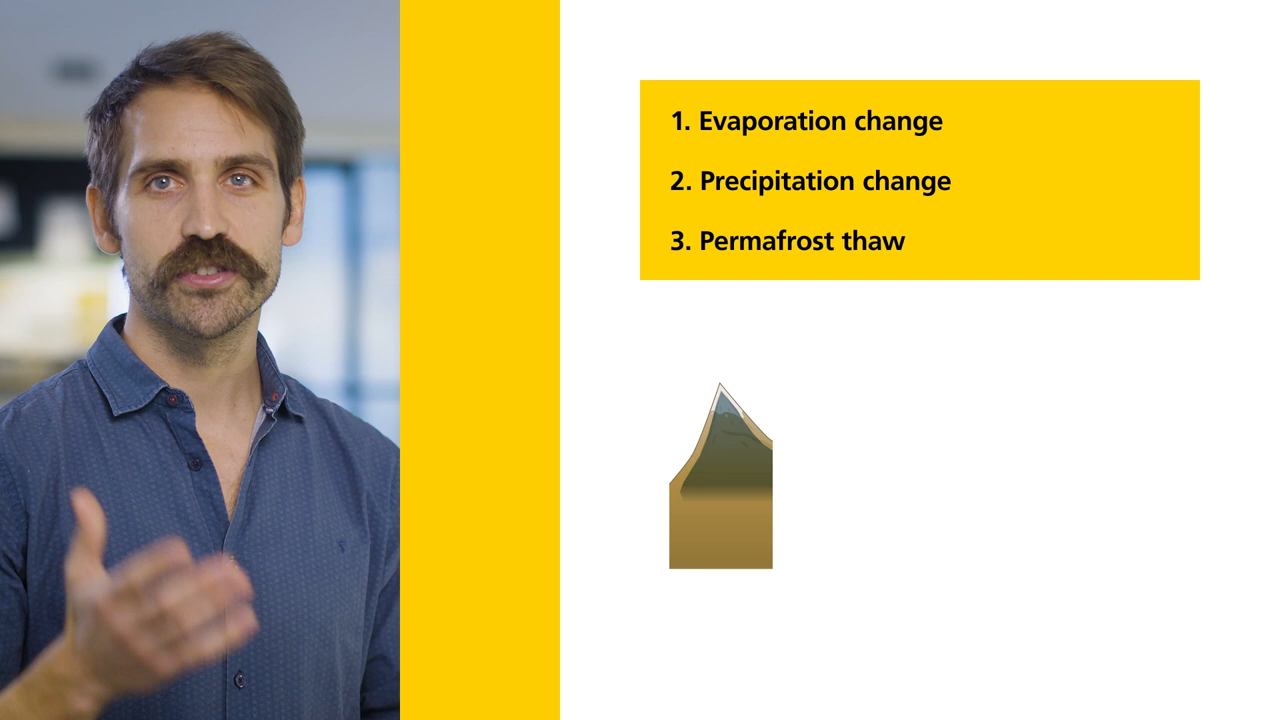 1. Evaporation change
2. Precipitation change
3. Permafrost thaw